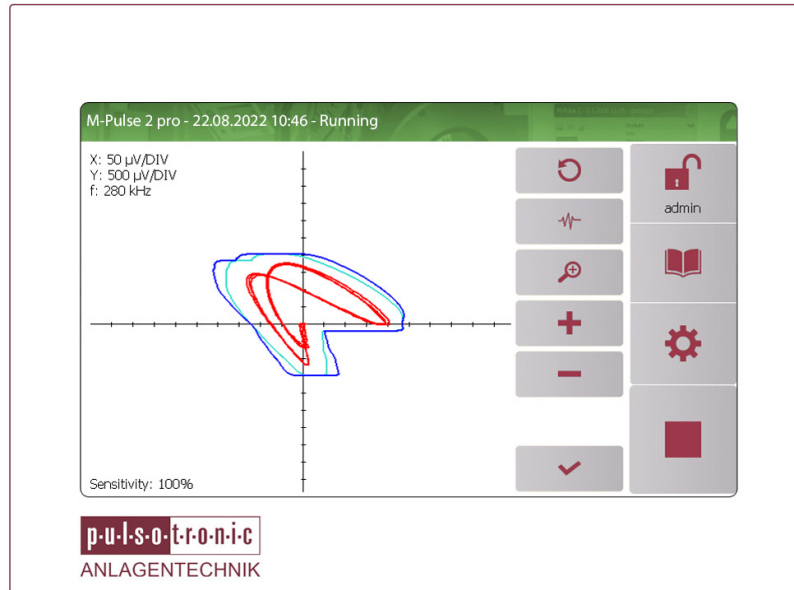 M-Pulse 2 pro - 22.08.2022 10:46 - Running
X: 50 µV/DIV
Y: 500 µV/DIV
f: 280 kHz
admin
Sensitivity: 100%
p·u·l·s·o·t·r·o·n·i·c
ANLAGENTECHNIK